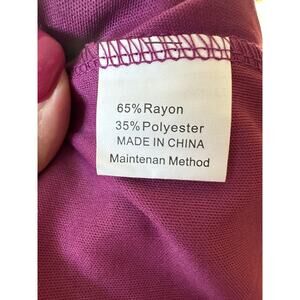 65% Rayon
35% Polyester
MADE IN CHINA
Maintenan Method